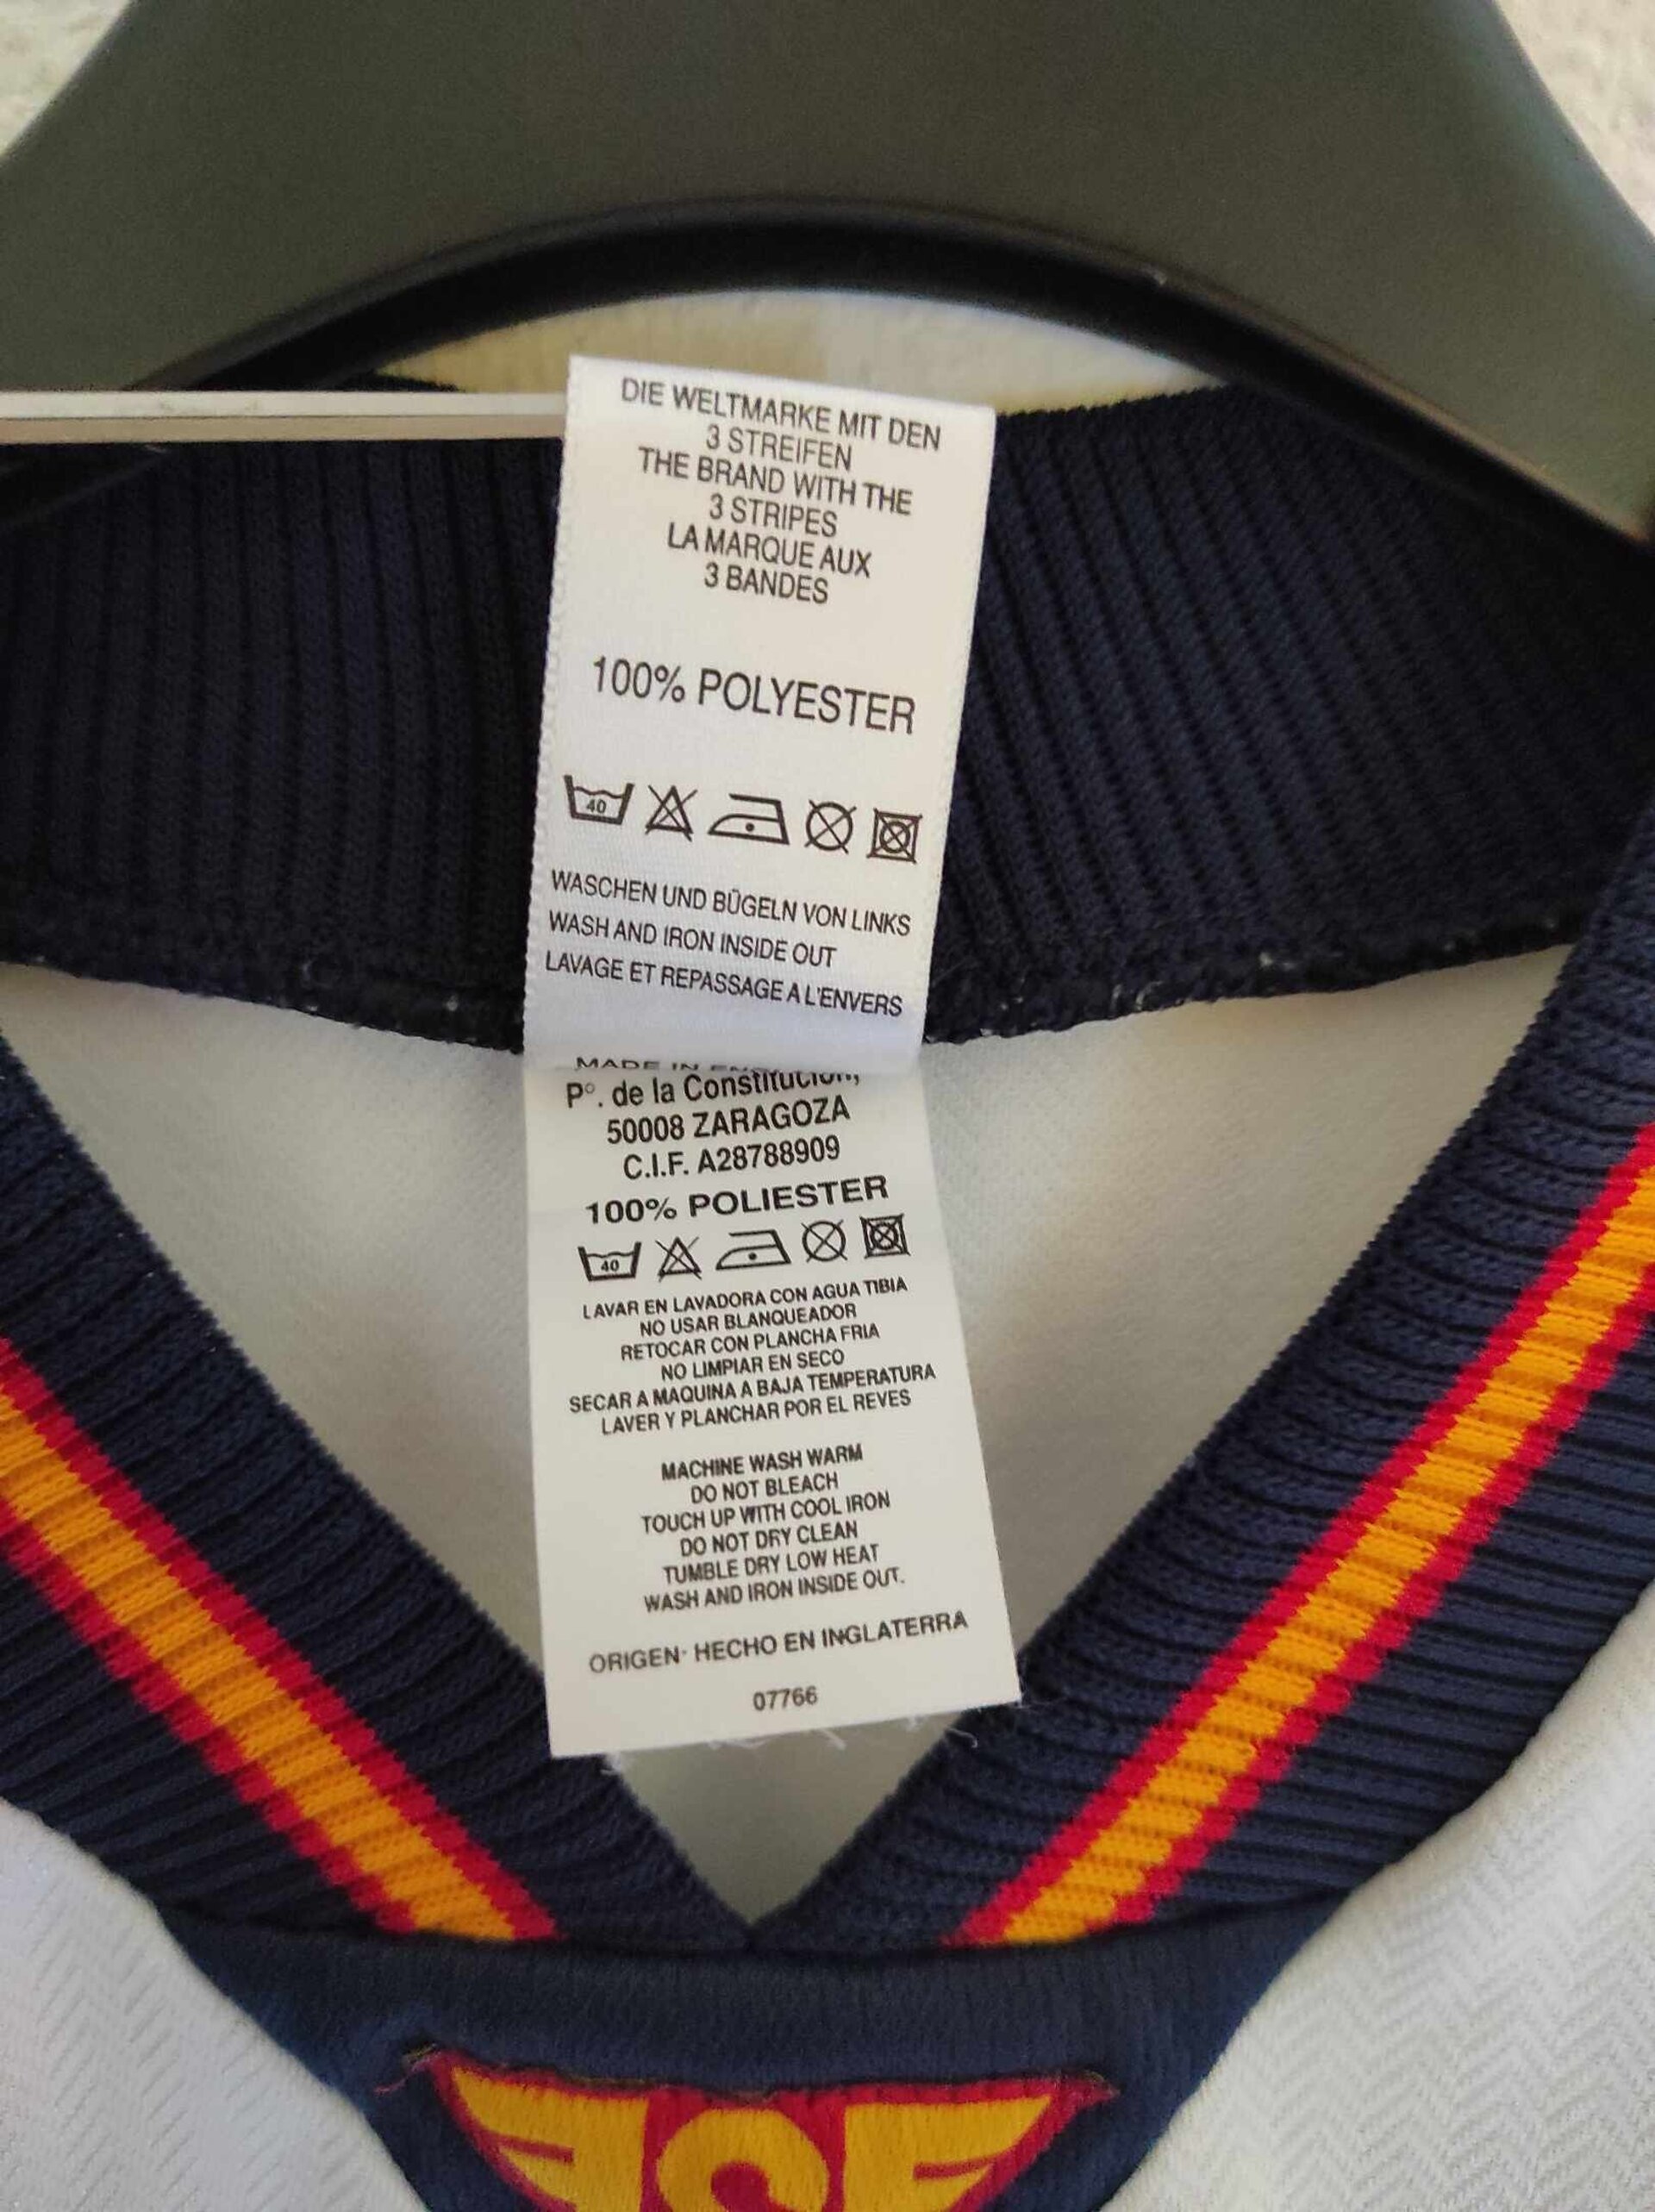 DIE WELTMARKE MIT DEN
3 STREIFEN
THE BRAND WITH THE
3 STRIPES
LA MARQUE AUX
3 BANDES
100% POLYESTER
40
WASCHEN UND BÜGELN VON LINKS
WASH AND IRON INSIDE OUT
LAVAGE ET REPASSAGE A L'ENVERS
MADE IN
Pº. de la Constitución,
50008 ZARAGOZA
C.I.F. A28788909
100% POLIESTER
40
LAVAR EN LAVADORA CON AGUA TIBIA
NO USAR BLANQUEADOR
RETOCAR CON PLANCHA FRIA
NO LIMPIAR EN SECO
SECAR A MAQUINA A BAJA TEMPERATURA
LAVER Y PLANCHAR POR EL REVES
MACHINE WASH WARM
DO NOT BLEACH
TOUCH UP WITH COOL IRON
DO NOT DRY CLEAN
TUMBLE DRY LOW HEAT
WASH AND IRON INSIDE OUT.
ORIGEN: HECHO EN INGLATERRA
07766